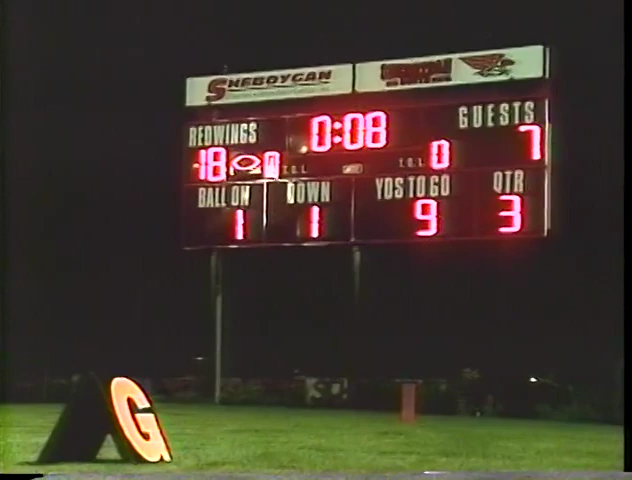 SHEBOYGAN
REDWINGS 0:08 GUESTS
18 0 T.O.L. T.O.L. 0 7
BALL ON DOWN YDS TO GO QTR
1 1 9 3
G